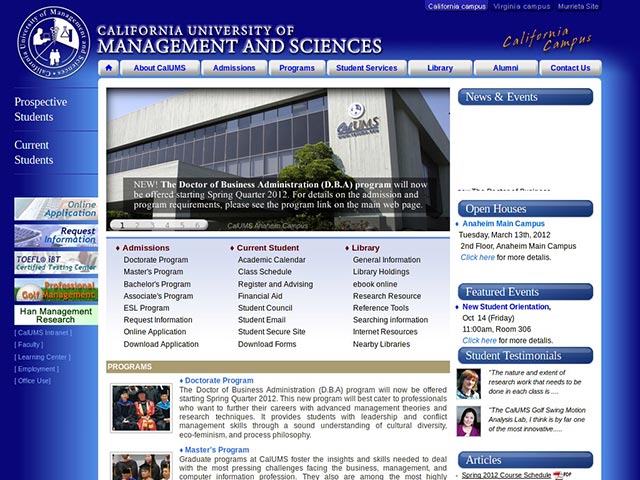 California campus
Virginia campus
Murrieta Site
CALIFORNIA UNIVERSITY OF
MANAGEMENT AND SCIENCES
California
Campus
About CalUMS
Admissions
Programs
Student Services
Library
Alumni
Contact Us
Prospective
Students
Current
Students
Online
Application
Request
Information
TOEFL® iBT
Certified Testing Center
Professional
Golf Management
Han Management
Research
[ CalUMS Intranet ]
[ Faculty ]
[ Learning Center ]
[ Employment ]
[ Office Use]
CalUMS
NEW! The Doctor of Business Administration (D.B.A) program will now
be offered starting Spring Quarter 2012. For details on the admission and
program requirements, please see the program link on the main web page.
1 2 3 4 5 6
CalUMS Anaheim Campus
Admissions
Doctorate Program
Master's Program
Bachelor's Program
Associate's Program
ESL Program
Request Information
Online Application
Download Application
Current Student
Academic Calendar
Class Schedule
Register and Advising
Financial Aid
Student Council
Student Email
Student Secure Site
Download Forms
Library
General Information
Library Holdings
ebook online
Research Resource
Reference Tools
Searching information
Internet Resources
Nearby Libraries
PROGRAMS
Doctorate Program
The Doctor of Business Administration (D.B.A) program will now be offered
starting Spring Quarter 2012. This new program will best cater to professionals
who want to further their careers with advanced management theories and
research techniques. It provides students with leadership and conflict
management skills through a sound understanding of cultural diversity,
eco-feminism, and process philosophy.
Master's Program
Graduate programs at CalUMS foster the insights and skills needed to deal
with the most pressing challenges facing the business, management, and
computer information profession. They also are among the most highly
News & Events
Open Houses
Anaheim Main Campus
Tuesday, March 13th, 2012
2nd Floor, Anaheim Main Campus
Click here for more details.
Featured Events
New Student Orientation,
Oct 14 (Friday)
11:00am, Room 306
Click here for more details.
Student Testimonials
"The nature and extent of
research work that needs to be
done in each class is ....
"The CalUMS Golf Swing Motion
Analysis Lab, I think is by far one
of the most innovative.....
Articles
Spring 2012 Course Schedule PDF